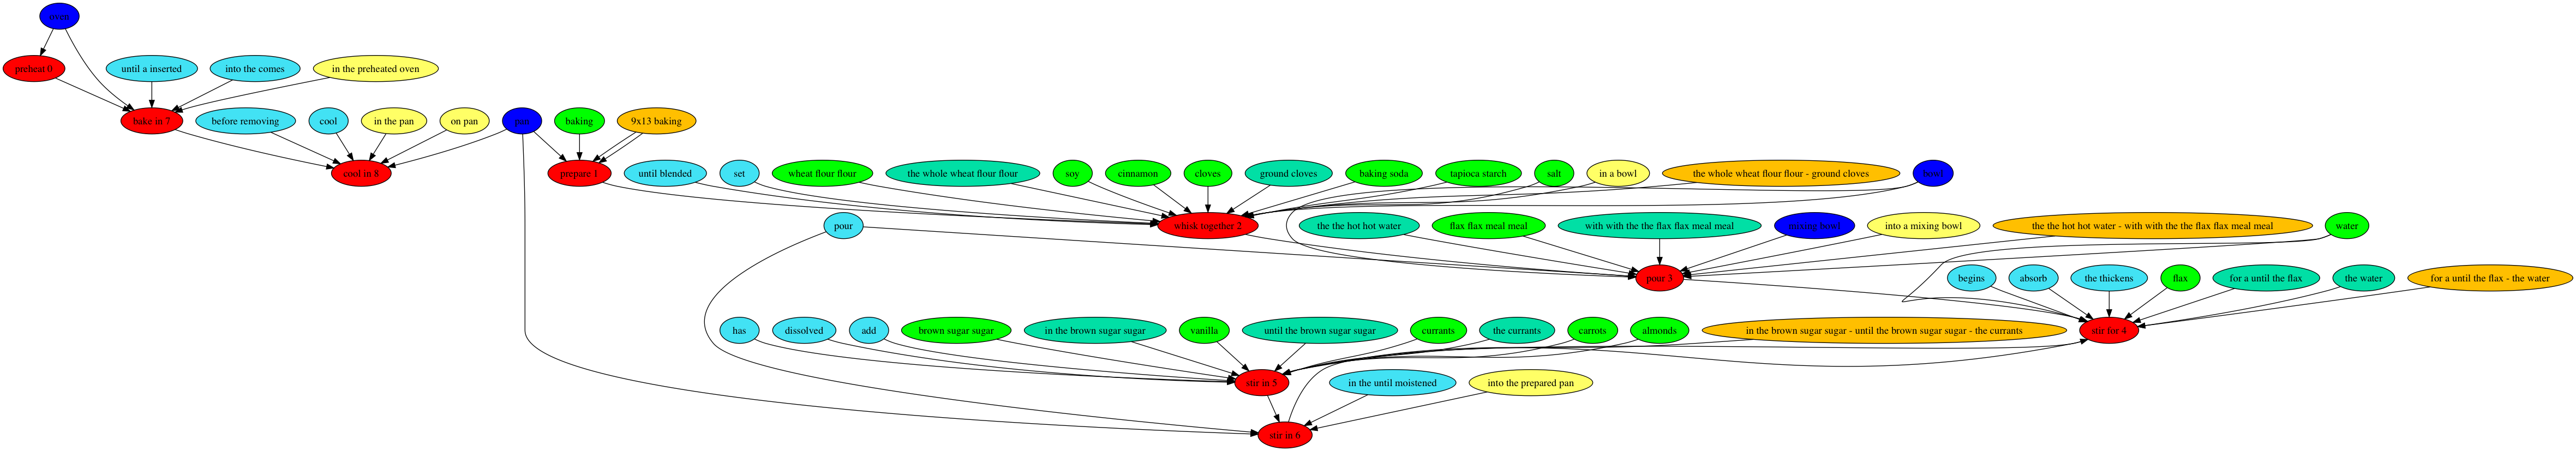 oven
preheat 0
until a inserted
into the comes
in the preheated oven
bake in 7
before removing
cool
in the pan
on pan
pan
baking
9x13 baking
cool in 8
prepare 1
until blended
set
wheat flour flour
the whole wheat flour flour
soy
cinnamon
cloves
ground cloves
baking soda
tapioca starch
salt
in a bowl
the whole wheat flour flour - ground cloves
bowl
pour
whisk together 2
the the hot hot water
flax flax meal meal
with with the the flax flax meal meal
mixing bowl
into a mixing bowl
the the hot hot water - with with the the flax flax meal meal
water
pour 3
begins
absorb
the thickens
flax
for a until the flax
the water
for a until the flax - the water
has
dissolved
add
brown sugar sugar
in the brown sugar sugar
vanilla
until the brown sugar sugar
currants
the currants
carrots
almonds
in the brown sugar sugar - until the brown sugar sugar - the currants
stir for 4
stir in 5
in the until moistened
into the prepared pan
stir in 6